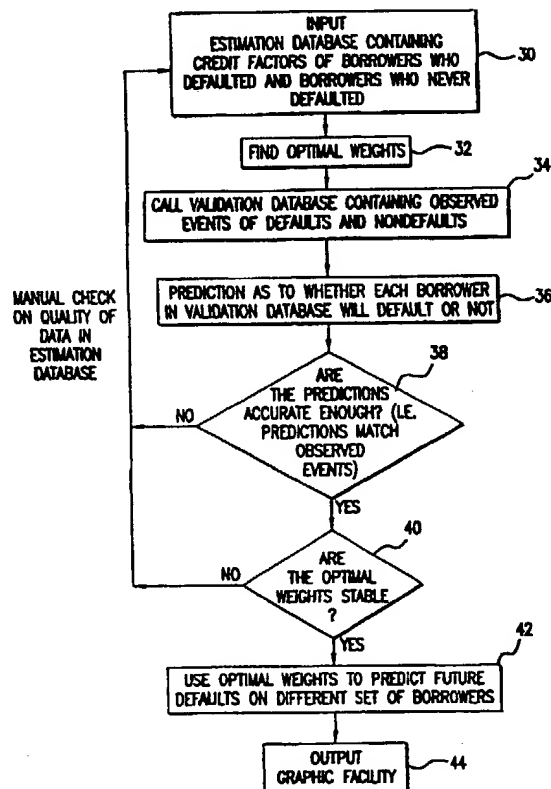 INPUT
ESTIMATION DATABASE CONTAINING
CREDIT FACTORS OF BORROWERS WHO
DEFAULTED AND BORROWERS WHO NEVER
DEFAULTED
30
FIND OPTIMAL WEIGHTS
32
34
CALL VALIDATION DATABASE CONTAINING OBSERVED
EVENTS OF DEFAULTS AND NONDEFAULTS
PREDICTION AS TO WHETHER EACH BORROWER
IN VALIDATION DATABASE WILL DEFAULT OR NOT
36
MANUAL CHECK
ON QUALITY OF
DATA IN
ESTIMATION
DATABASE
38
ARE
THE PREDICTIONS
ACCURATE ENOUGH? (I.E.
PREDICTIONS MATCH
OBSERVED
EVENTS)
NO
YES
40
ARE
THE OPTIMAL
WEIGHTS STABLE
?
NO
YES
42
USE OPTIMAL WEIGHTS TO PREDICT FUTURE
DEFAULTS ON DIFFERENT SET OF BORROWERS
OUTPUT
GRAPHIC FACILITY
44